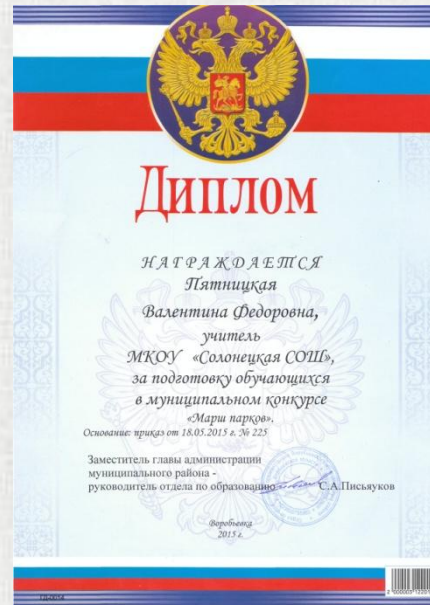 Диплом
НАГРАЖДАЕТСЯ
Пятницкая
Валентина Федоровна,
учитель
МКОУ «Солонецкая СОШ»,
за подготовку обучающихся
в муниципальном конкурсе
«Марш парков».
Основание: приказ от 18.05.2015 г. № 225
Заместитель главы администрации
муниципального района -
руководитель отдела по образованию С.А.Письяуков
Воробьевка
2015 г.